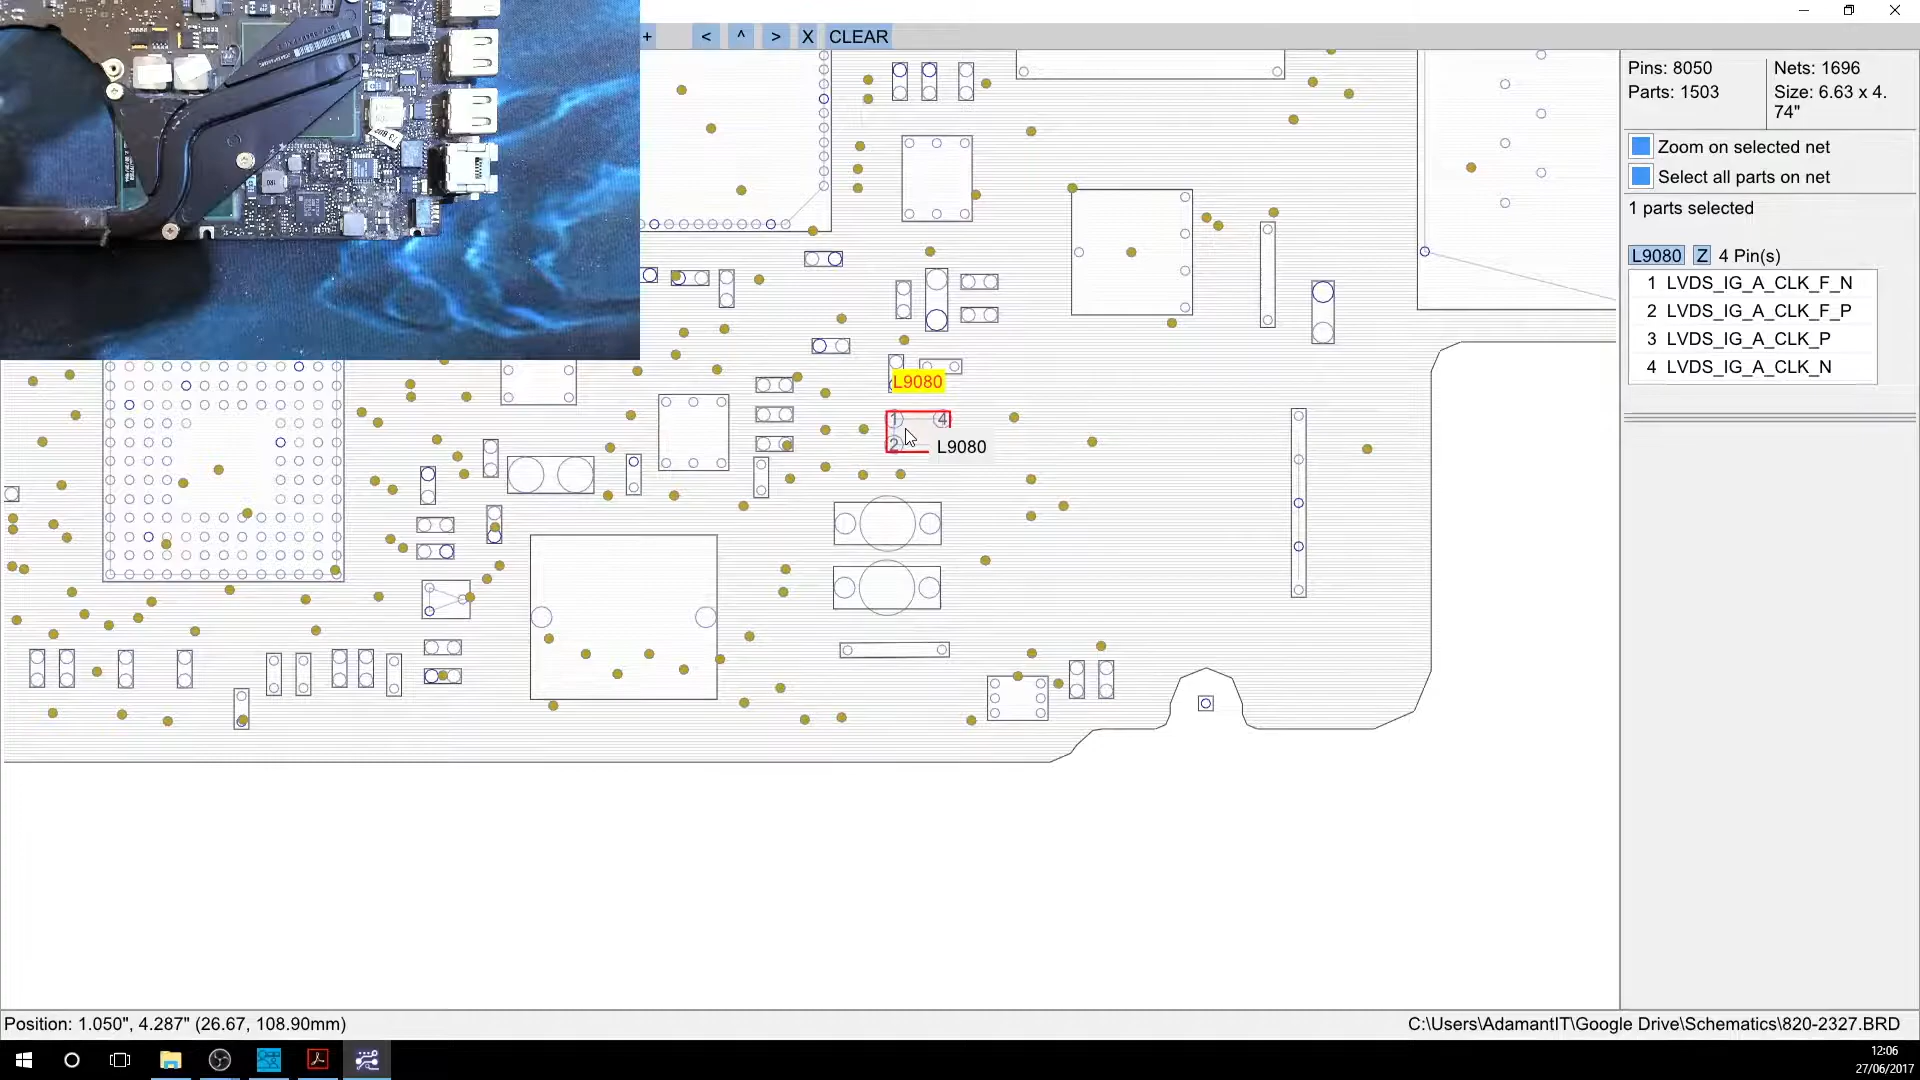 + < ^ > X CLEAR
Pins: 8050
Parts: 1503
Nets: 1696
Size: 6.63 x 4.
74"
Zoom on selected net
Select all parts on net
1 parts selected
L9080 Z 4 Pin(s)
1 LVDS_IG_A_CLK_F_N
2 LVDS_IG_A_CLK_F_P
3 LVDS_IG_A_CLK_P
4 LVDS_IG_A_CLK_N
L9080
1 4
2 L9080
Position: 1.050", 4.287" (26.67, 108.90mm)
C:\Users\AdamantIT\Google Drive\Schematics\820-2327.BRD
12:06
27/06/2017